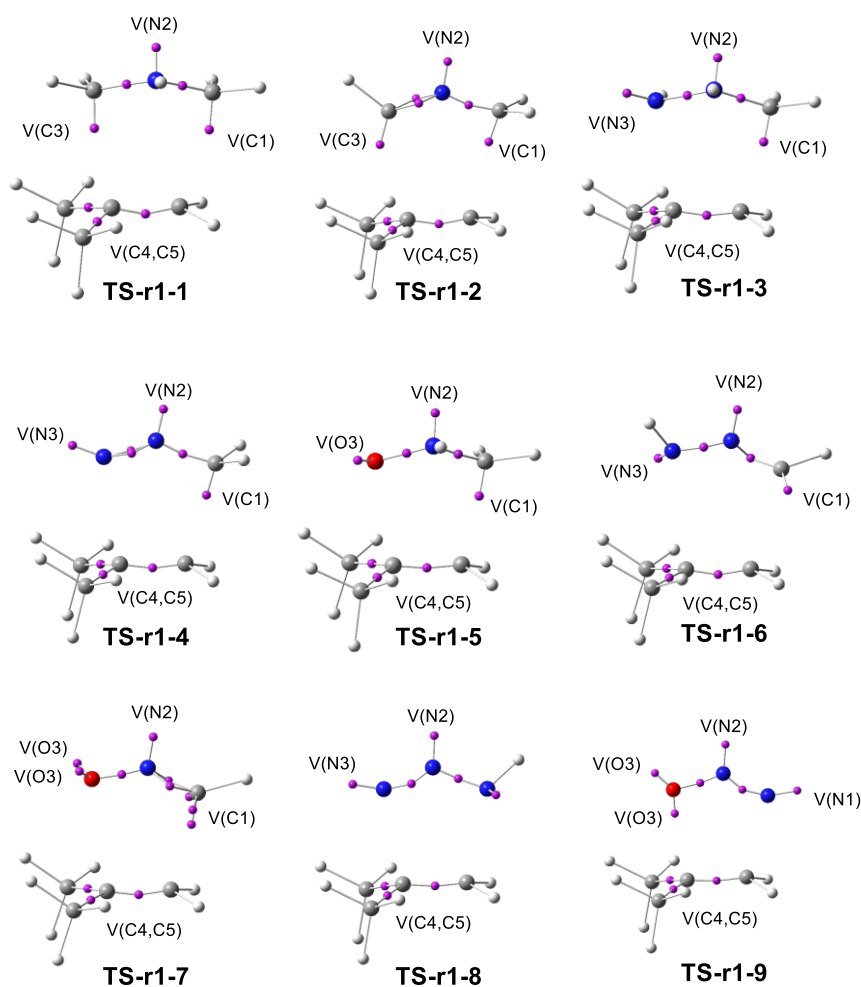 V(N2)
V(C3)
V(C1)
V(C4,C5)
TS-r1-1
V(N2)
V(C3)
V(C1)
V(C4,C5)
TS-r1-2
V(N2)
V(N3)
V(C1)
V(C4,C5)
TS-r1-3
V(N2)
V(N3)
V(C1)
V(C4,C5)
TS-r1-4
V(N2)
V(O3)
V(C1)
V(C4,C5)
TS-r1-5
V(N2)
V(N3)
V(C1)
V(C4,C5)
TS-r1-6
V(N2)
V(O3)
V(O3)
V(C1)
V(C4,C5)
TS-r1-7
V(N2)
V(N3)
V(C4,C5)
TS-r1-8
V(N2)
V(O3)
V(N1)
V(O3)
V(C4,C5)
TS-r1-9